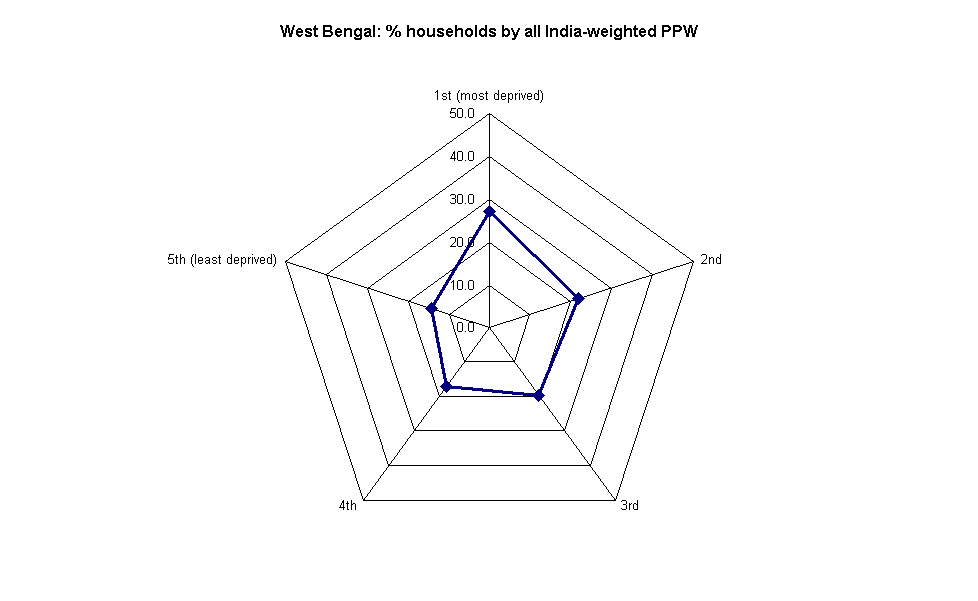 West Bengal: % households by all India-weighted PPW
1st (most deprived)
50.0
40.0
30.0
20.0
10.0
0.0
5th (least deprived)
2nd
4th
3rd